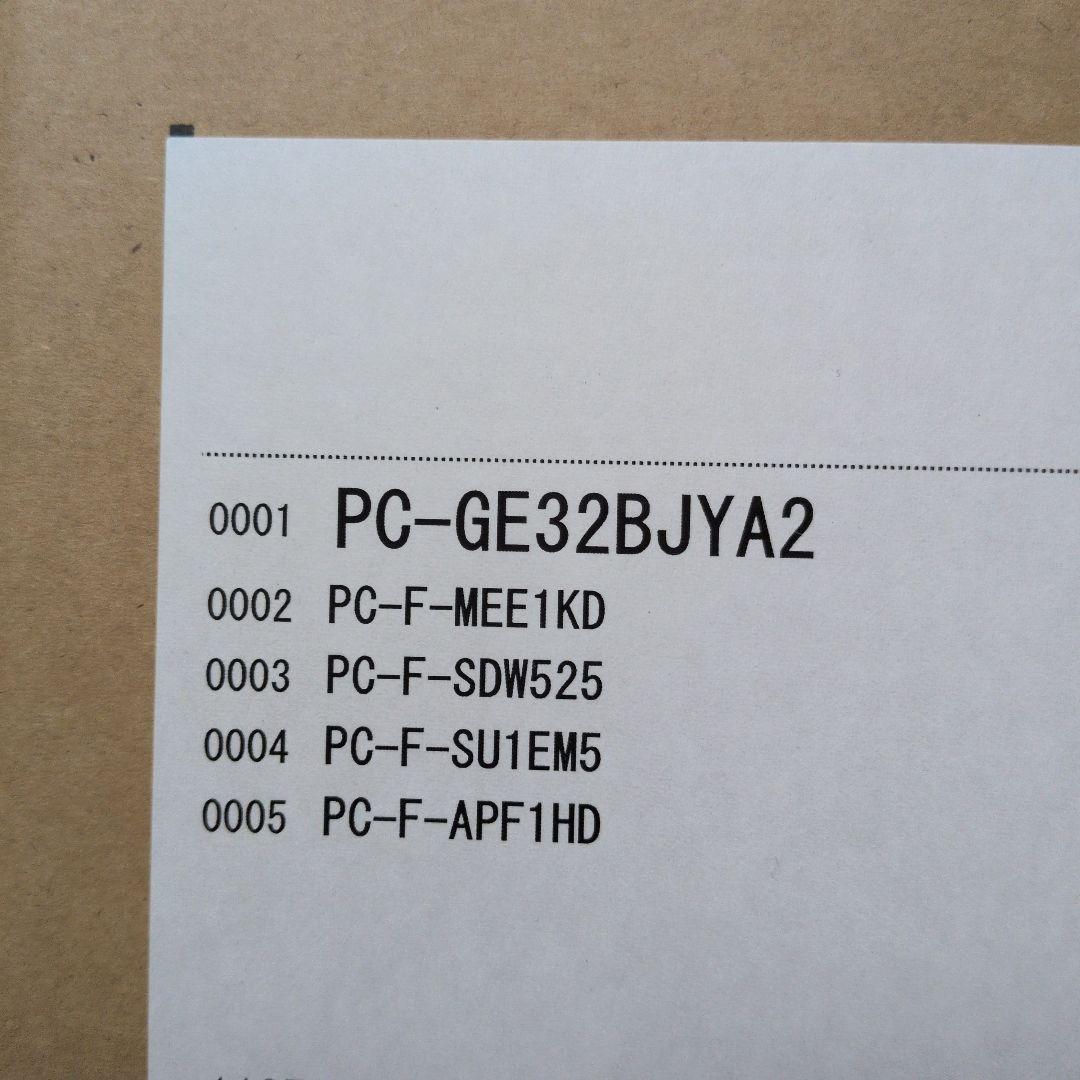 0001 PC-GE32BJYA2
0002 PC-F-MEE1KD
0003 PC-F-SDW525
0004 PC-F-SU1EM5
0005 PC-F-APF1HD